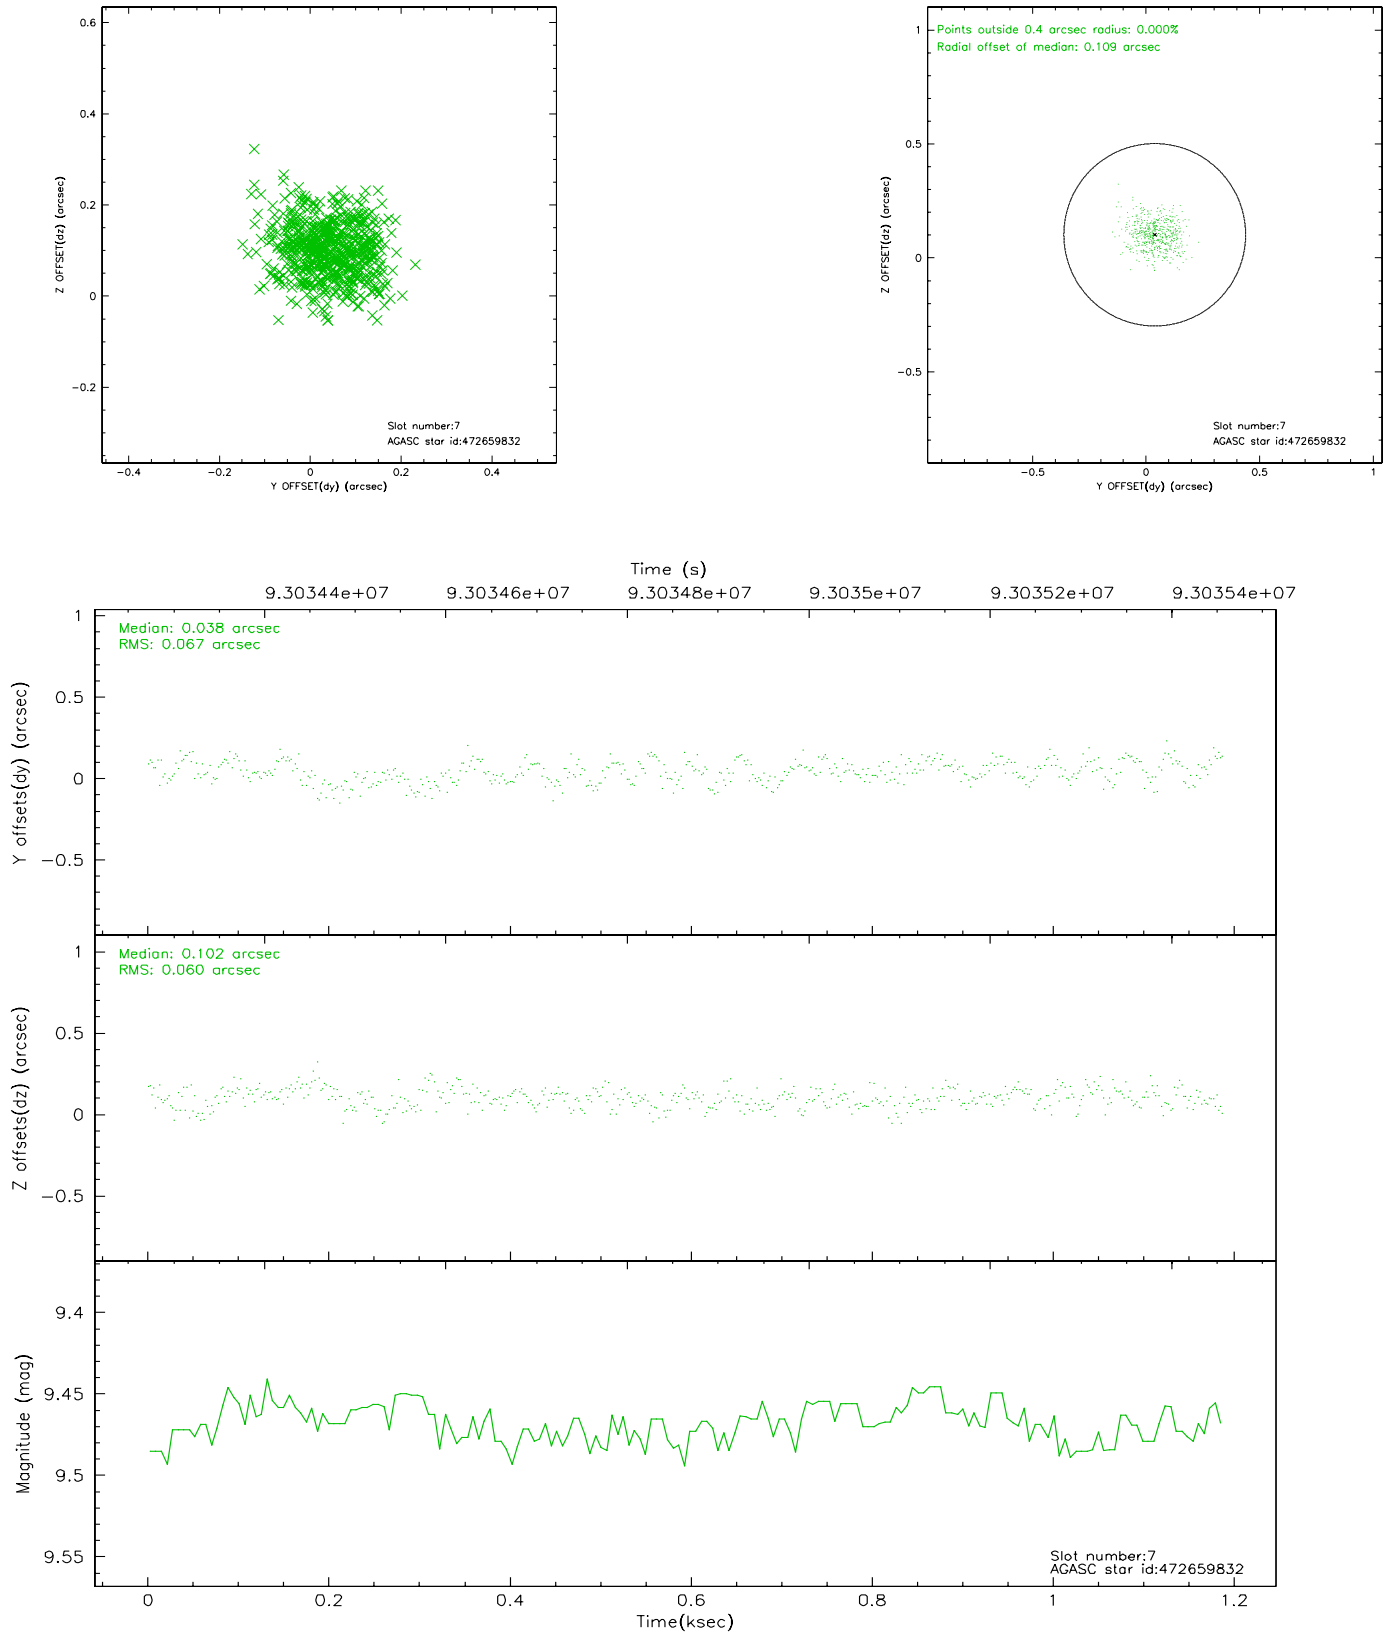 0.6
0.4
0.2
0
−0.2
Z OFFSET(dz) (arcsec)
Slot number:7
AGASC star id:472659832
−0.4 −0.2 0 0.2 0.4
Y OFFSET(dy) (arcsec)
Points outside 0.4 arcsec radius: 0.000%
Radial offset of median: 0.109 arcsec
1
0.5
0
−0.5
Z OFFSET(dz) (arcsec)
Slot number:7
AGASC star id:472659832
−0.5 0 0.5 1
Y OFFSET(dy) (arcsec)
Time (s)
9.30344e+07 9.30346e+07 9.30348e+07 9.3035e+07 9.30352e+07 9.30354e+07
Median: 0.038 arcsec
RMS: 0.067 arcsec
1
0.5
0
−0.5
Y offsets(dy) (arcsec)
Median: 0.102 arcsec
RMS: 0.060 arcsec
1
0.5
0
−0.5
Z offsets(dz) (arcsec)
9.4
9.45
9.5
9.55
Magnitude (mag)
Slot number:7
AGASC star id:472659832
0 0.2 0.4 0.6 0.8 1 1.2
Time(ksec)